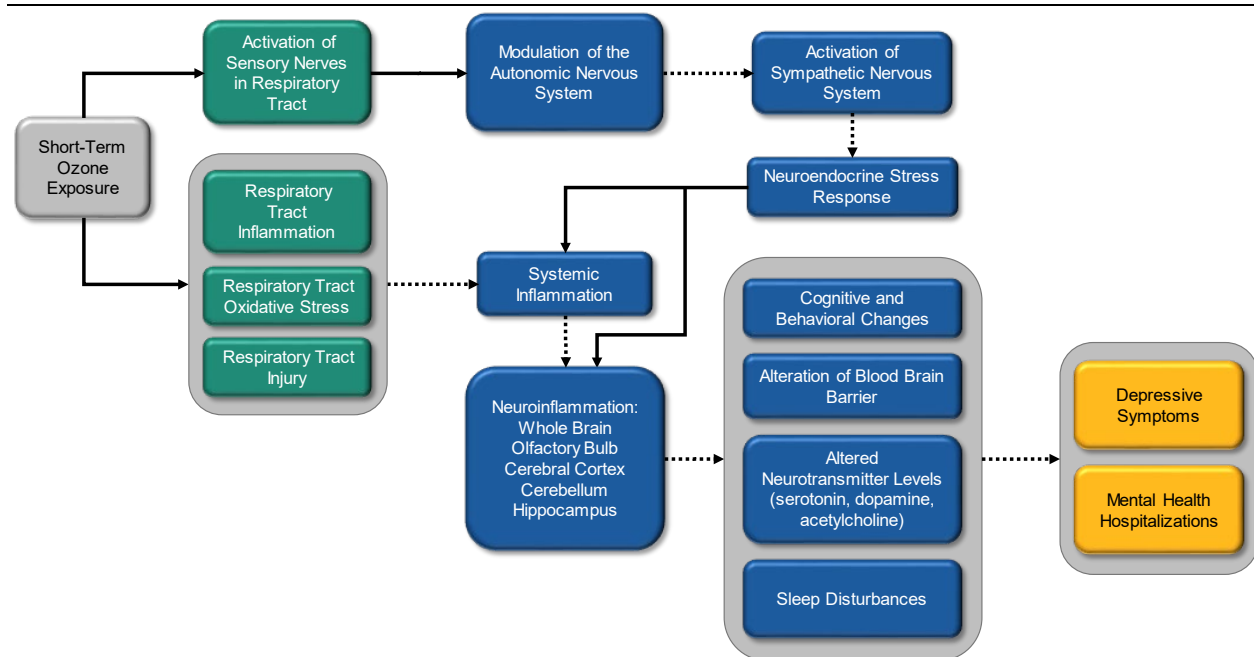 Short-Term
Ozone
Exposure
Activation of
Sensory Nerves
in Respiratory
Tract
Modulation of the
Autonomic Nervous
System
Activation of
Sympathetic Nervous
System
Neuroendocrine Stress
Response
Respiratory
Tract
Inflammation
Respiratory Tract
Oxidative Stress
Respiratory Tract
Injury
Systemic
Inflammation
Neuroinflammation:
Whole Brain
Olfactory Bulb
Cerebral Cortex
Cerebellum
Hippocampus
Cognitive and
Behavioral Changes
Alteration of Blood Brain
Barrier
Altered
Neurotransmitter Levels
(serotonin, dopamine,
acetylcholine)
Sleep Disturbances
Depressive
Symptoms
Mental Health
Hospitalizations